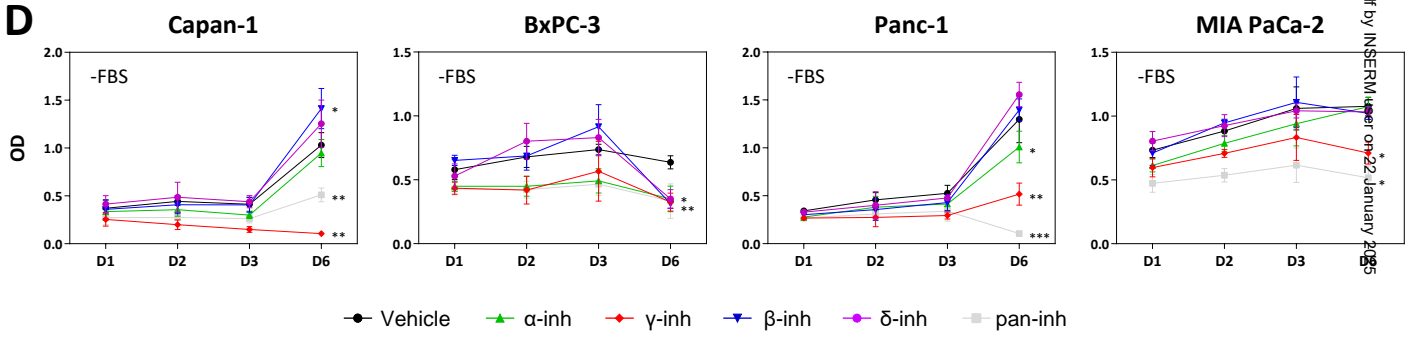 D
Capan-1
BxPC-3
Panc-1
MIA PaCa-2
OD
2.0
1.5
1.0
0.5
0.0
-FBS
*
**
**
D1
D2
D3
D6
1.5
1.0
0.5
0.0
-FBS
*
**
D1
D2
D3
D6
2.0
1.5
1.0
0.5
0.0
-FBS
*
**
***
D1
D2
D3
D6
1.5
1.0
0.5
0.0
-FBS
*
*
D1
D2
D3
D6
df by INSERM user on 22 January 2025
Vehicle
α-inh
γ-inh
β-inh
δ-inh
pan-inh